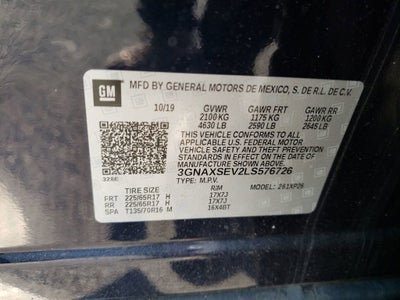 GM
MFD BY GENERAL MOTORS DE MEXICO, S. DE R.L. DE C.V.
10/19 GVWR GAWR FRT GAWR RR
2100 KG 1175 KG 1200 KG
4630 LB 2590 LB 2645 LB
THIS VEHICLE CONFORMS TO ALL
APPLICABLE U.S. FEDERAL MOTOR VEHICLE
SAFETY, BUMPER, AND THEFT PREVENTION
STANDARDS IN EFFECT ON THE DATE OF
MANUFACTURE SHOWN ABOVE.
3GNAXSEV2LS576726
TYPE: M.P.V. MODEL: 261XP26
TIRE SIZE RIM
FRT 225/65R17 H 17X7J
RR 225/65R17 H 17X7J
SPA T135/70R16 M 16X4BT